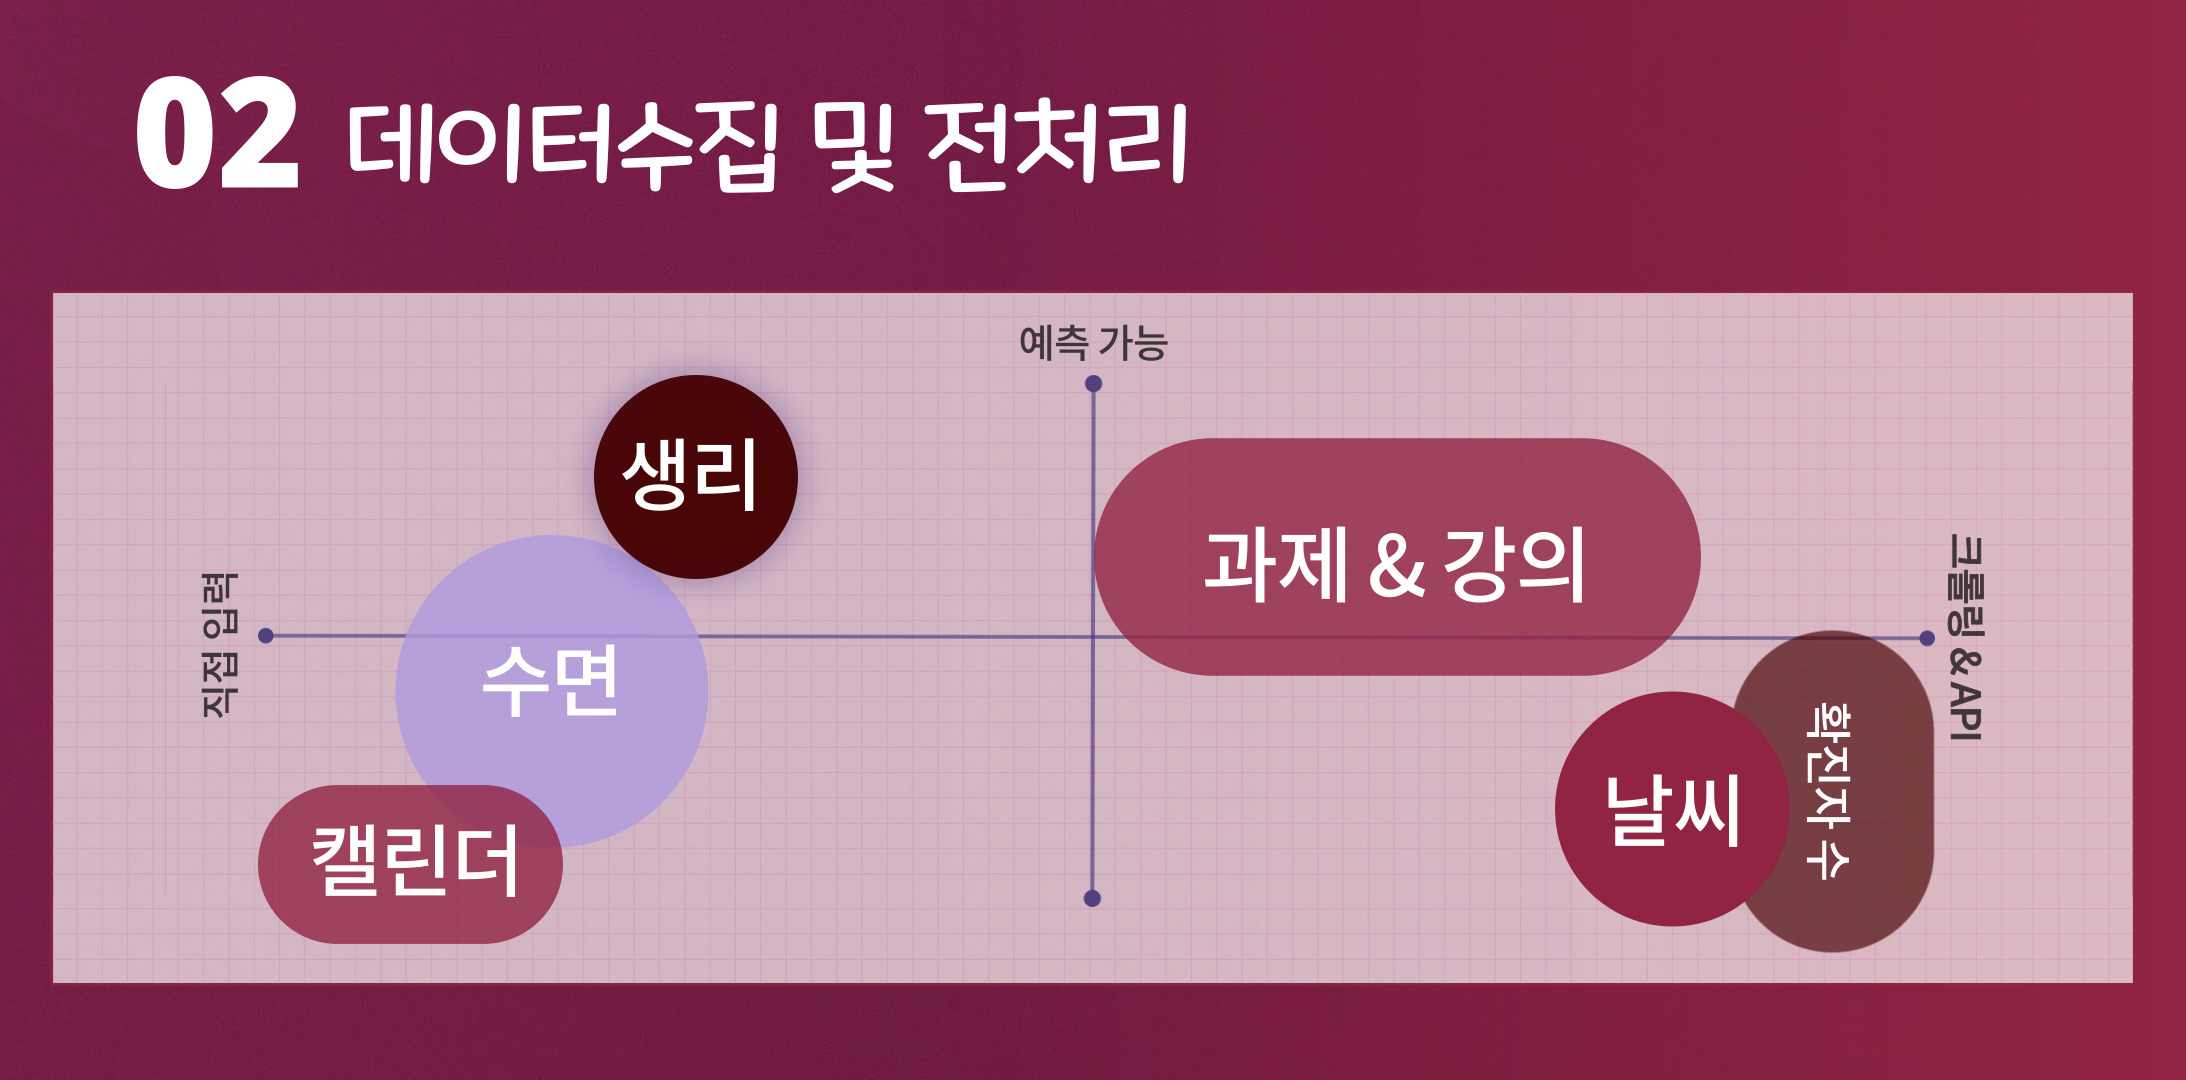 02 데이터수집 및 전처리
예측 가능
생리
과제 & 강의
직접 입력
크롤링 & API
수면
확진자 수
날씨
캘린더